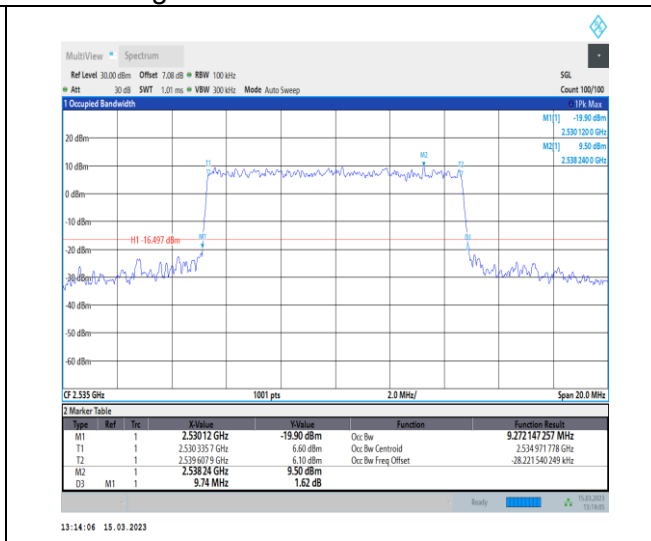 MultiView Spectrum
Ref Level 30.00 dBm Offset 7.08 dB RBW 100 kHz SGL
Att 30 dB SWT 1.01 ms VBW 300 kHz Mode Auto Sweep Count 100/100
1 Occupied Bandwidth 1Pk Max
M1[1] -19.90 dBm
2.530 120 0 GHz
20 dBm
M2[1] 9.50 dBm
2.538 240 0 GHz
M2
T1 T2
10 dBm
0 dBm
-10 dBm
H1 -16.497 dBm M1 D3
-20 dBm
-30 dBm
-40 dBm
-50 dBm
-60 dBm
CF 2.535 GHz 1001 pts 2.0 MHz/ Span 20.0 MHz
2 Marker Table
Type Ref Trc X-Value Y-Value Function Function Result
M1 1 2.53012 GHz -19.90 dBm Occ Bw 9.272 147 257 MHz
T1 1 2.530 335 7 GHz 6.60 dBm Occ Bw Centroid 2.534 971 778 GHz
T2 1 2.539 607 9 GHz 6.10 dBm Occ Bw Freq Offset -28.221 540 249 kHz
M2 1 2.53824 GHz 9.50 dBm
D3 M1 1 9.74 MHz 1.62 dB
Ready 15.03.2023
13:14:05
13:14:06 15.03.2023